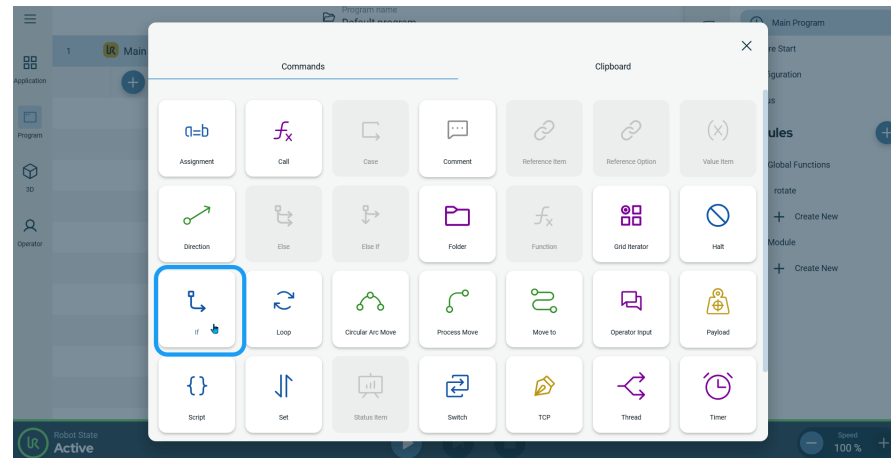 Program name
Default program
Main Program
1
Main
Commands
Clipboard
Application
Program
3D
Operator
a=b
Assignment
Call
Case
Comment
Reference Item
Reference Option
Value Item
Direction
Else
Else If
Folder
Function
Grid Iterator
Halt
If
Loop
Circular Arc Move
Process Move
Move to
Operator Input
Payload
Script
Set
Status Item
Switch
TCP
Thread
Timer
re Start
iguration
ules
Global Functions
rotate
Create New
Module
Create New
Robot State
Active
Speed
100 %